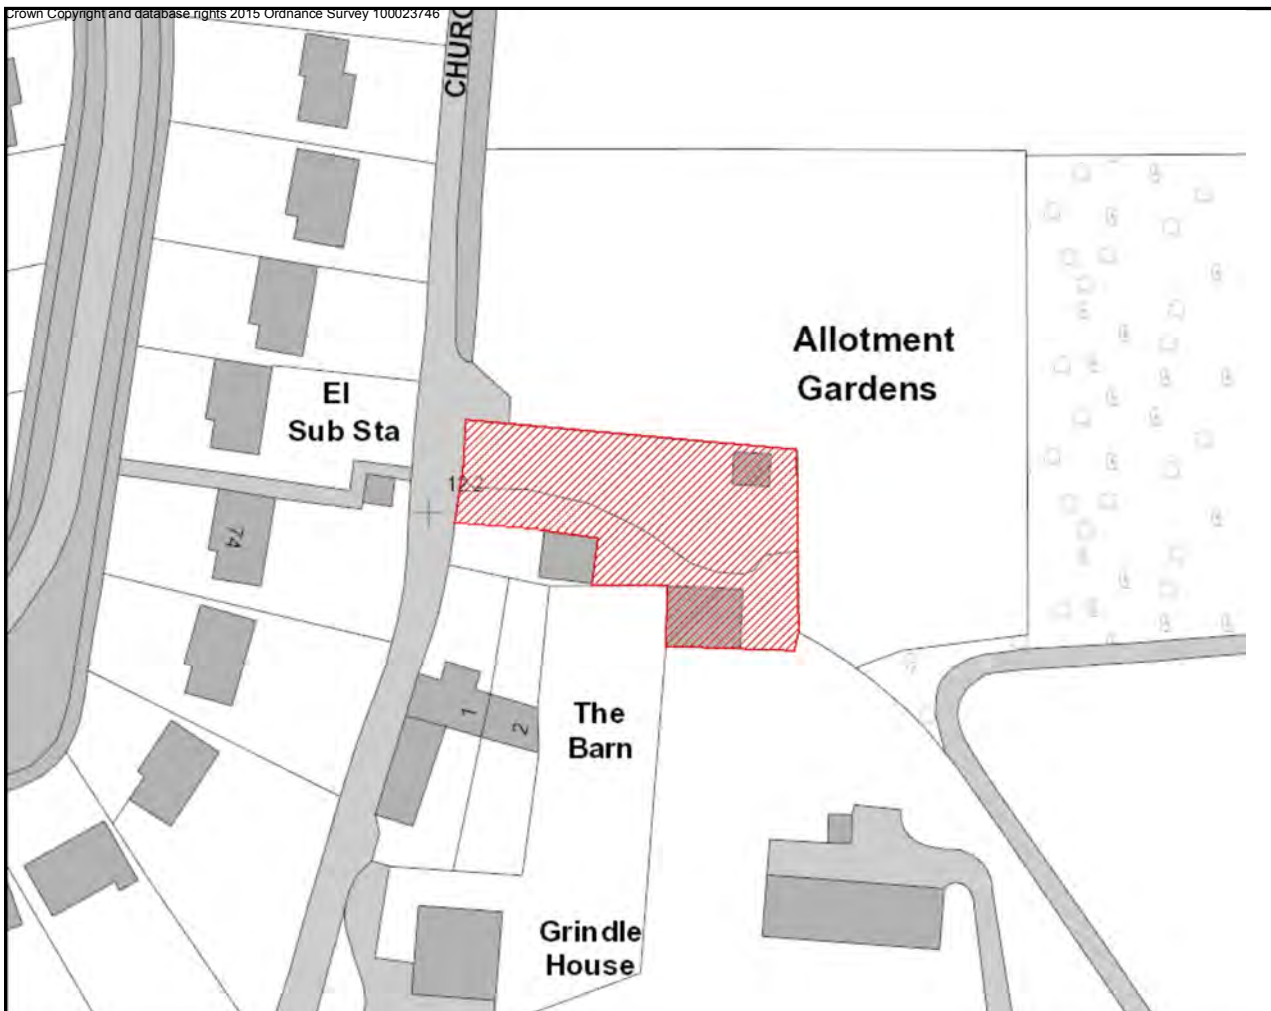 Crown Copyright and database rights 2015 Ordnance Survey 100023746
CHURC
Allotment
Gardens
El
Sub Sta
12.2
74
1
2
The
Barn
Grindle
House